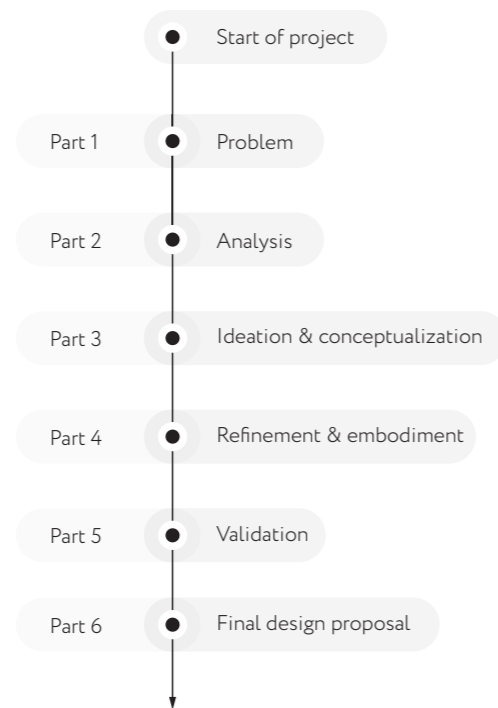 Start of project
Part 1 Problem
Part 2 Analysis
Part 3 Ideation & conceptualization
Part 4 Refinement & embodiment
Part 5 Validation
Part 6 Final design proposal